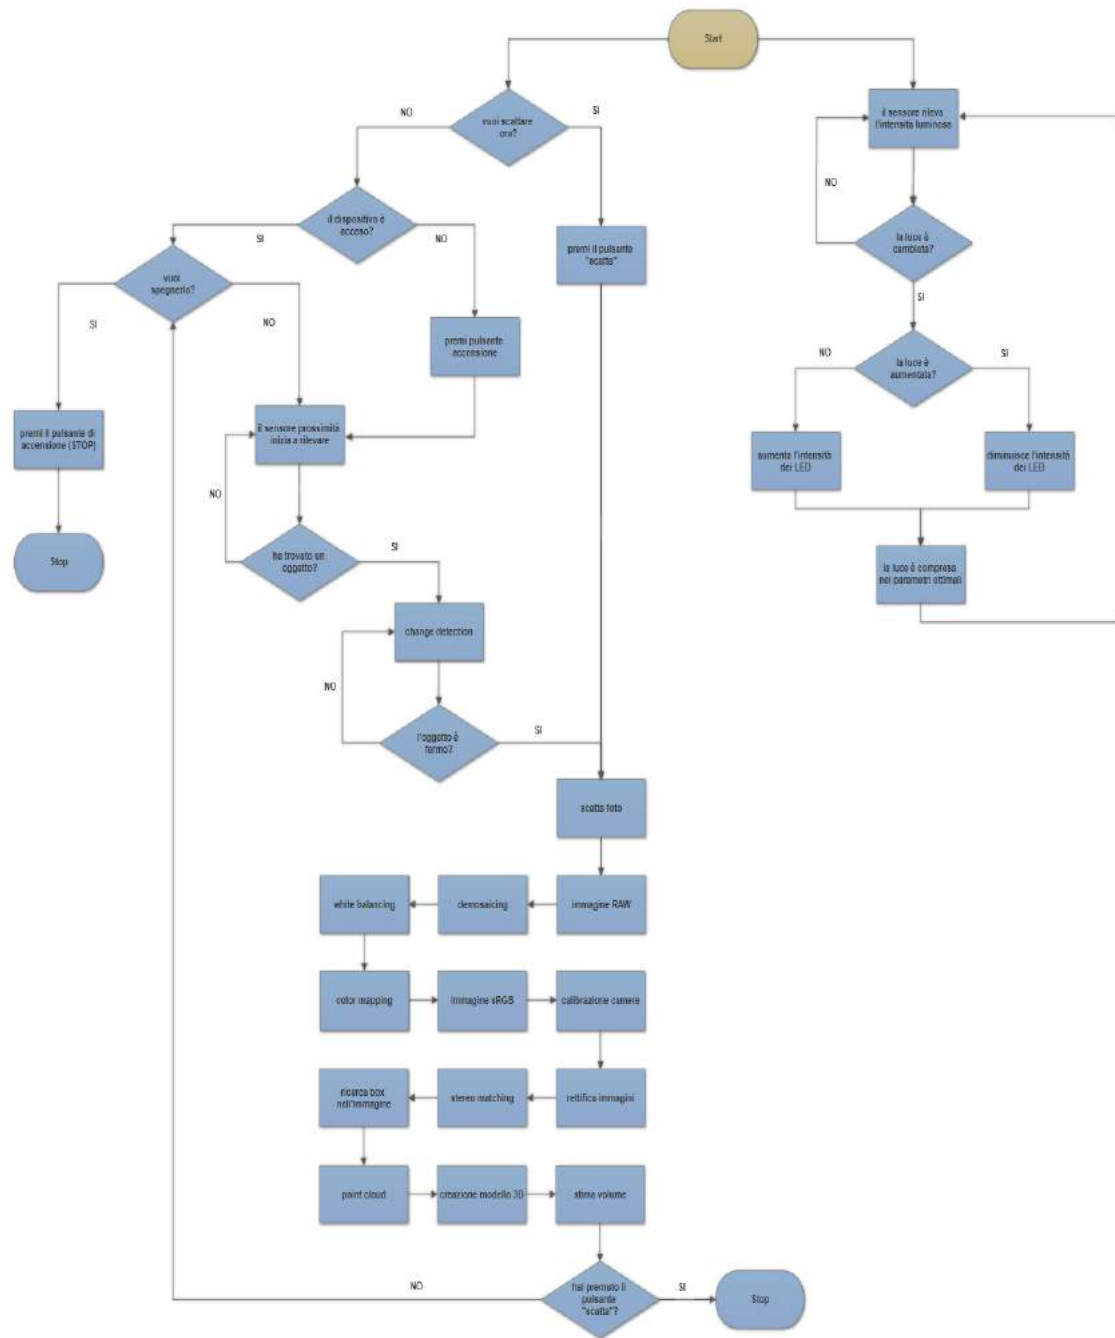 Start
vuoi scattare
ora?
NO
SI
il sensore rileva
l'intensità luminosa
NO
la luce è
cambiata?
SI
la luce è
aumentata?
NO
SI
aumenta l'intensità
dei LED
diminuisce l'intensità
dei LED
la luce è compresa
nei parametri ottimali
il dispositivo è
acceso?
SI
NO
premi il pulsante
"scatta"
vuoi
spegnerlo?
SI
NO
premi pulsante
accensione
premi il pulsante di
accensione (STOP)
Stop
il sensore prossimità
inizia a rilevare
NO
ha trovato un
oggetto?
SI
change detection
NO
l'oggetto è
fermo?
SI
scatta foto
immagine RAW
demosaicing
white balancing
color mapping
immagine sRGB
calibrazione camere
rettifica immagini
stereo matching
ricerca box
nell'immagine
point cloud
creazione modello 3D
stima volume
hai premuto il
pulsante
"scatta"?
NO
SI
Stop